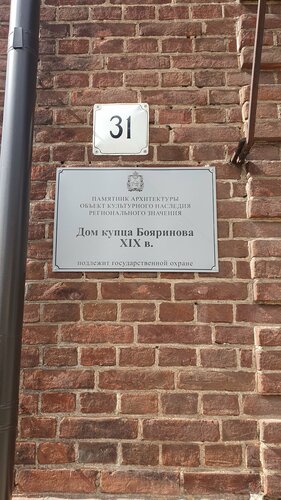 31
ПАМЯТНИК АРХИТЕКТУРЫ
ОБЪЕКТ КУЛЬТУРНОГО НАСЛЕДИЯ
РЕГИОНАЛЬНОГО ЗНАЧЕНИЯ
Дом купца Бояринова
XIX в.
подлежит государственной охране